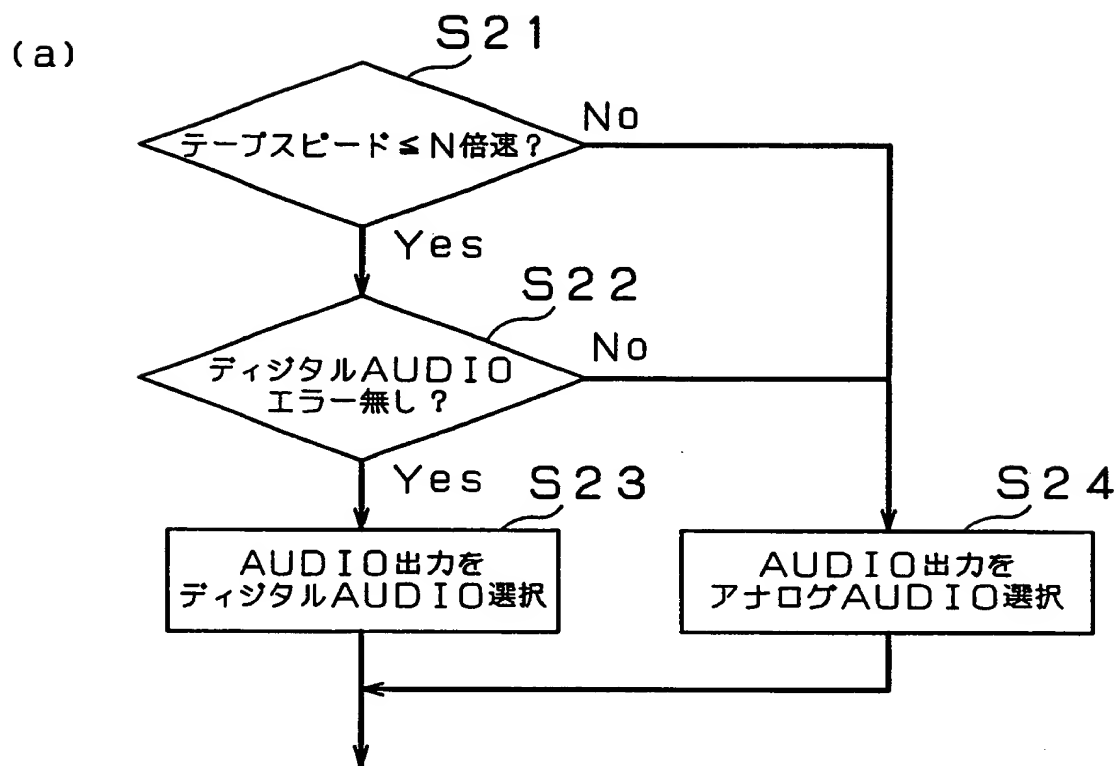 (a)
S21
テープスピード≦N倍速?
No
Yes
S22
ディジタルAUDIO
エラー無し?
No
Yes
S23
AUDIO出力を
ディジタルAUDIO選択
S24
AUDIO出力を
アナログAUDIO選択